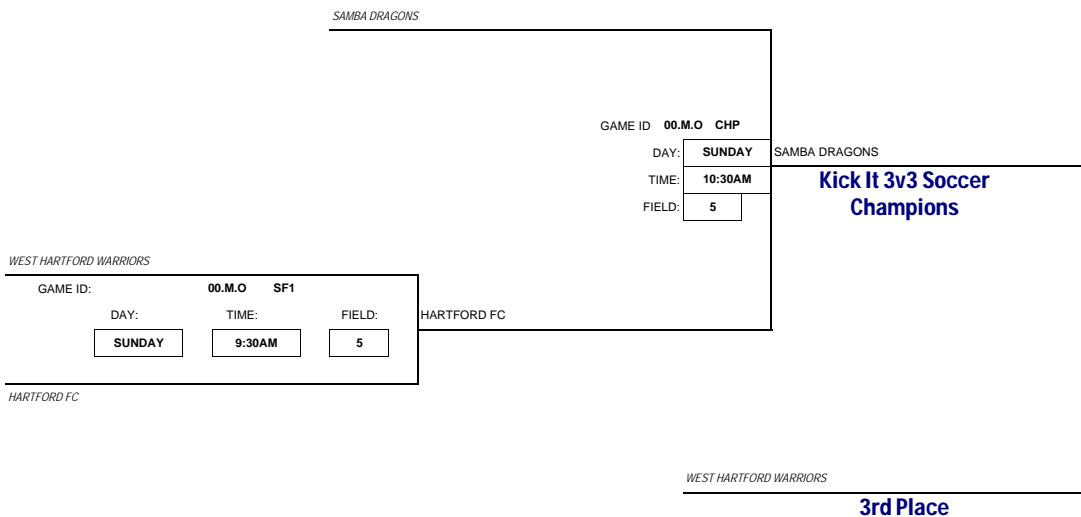 SAMBA DRAGONS
GAME ID 00.M.O CHP
DAY: SUNDAY SAMBA DRAGONS
TIME: 10:30AM Kick It 3v3 Soccer
FIELD: 5 Champions
WEST HARTFORD WARRIORS
GAME ID: 00.M.O SF1
DAY: TIME: FIELD: HARTFORD FC
SUNDAY 9:30AM 5
HARTFORD FC
WEST HARTFORD WARRIORS
3rd Place